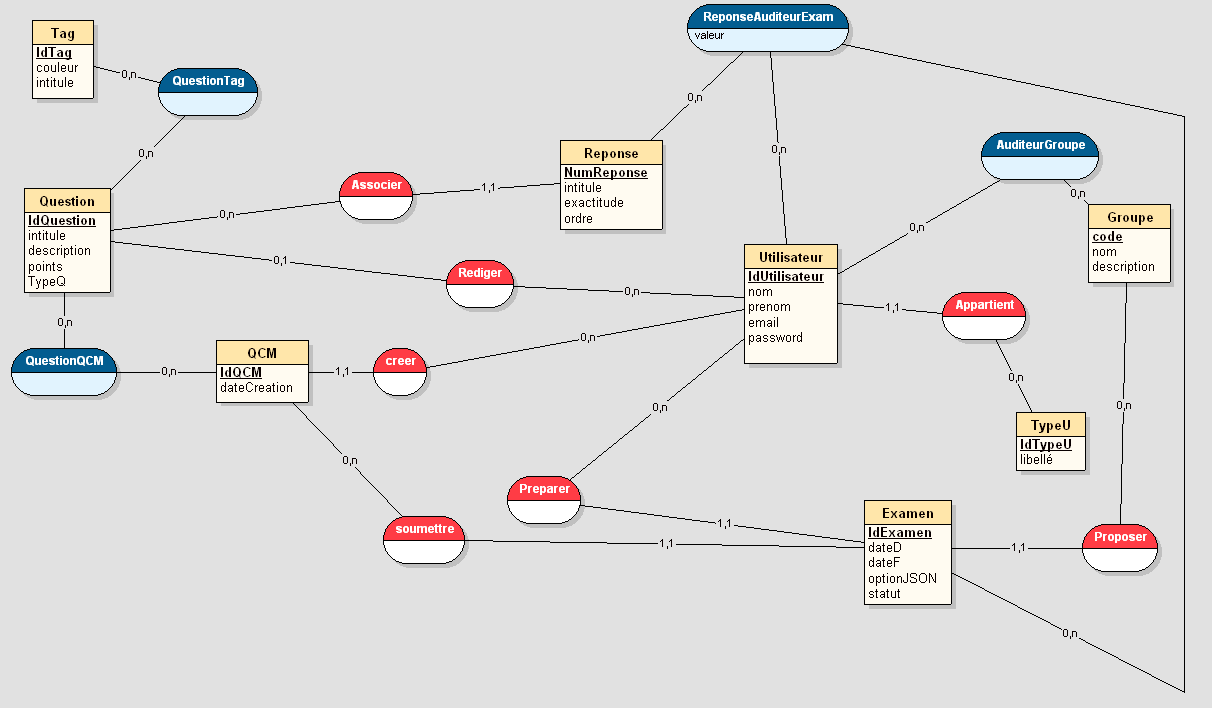 ReponseAuditeurExam
valeur
Tag
IdTag
couleur
intitule
0,n
QuestionTag
0,n
0,n
0,n
AuditeurGroupe
0,n
Reponse
NumReponse
intitule
exactitude
ordre
Associer
1,1
0,n
Question
IdQuestion
intitule
description
points
TypeQ
Groupe
code
nom
description
0,n
Utilisateur
IdUtilisateur
nom
prenom
email
password
0,1
Rediger
0,n
1,1
Appartient
0,n
0,n
QuestionQCM
0,n
QCM
IdQCM
dateCreation
1,1
creer
0,n
0,n
0,n
TypeU
IdTypeU
libellé
0,n
Preparer
1,1
soumettre
1,1
Examen
IdExamen
dateD
dateF
optionJSON
statut
1,1
Proposer
0,n
0,n